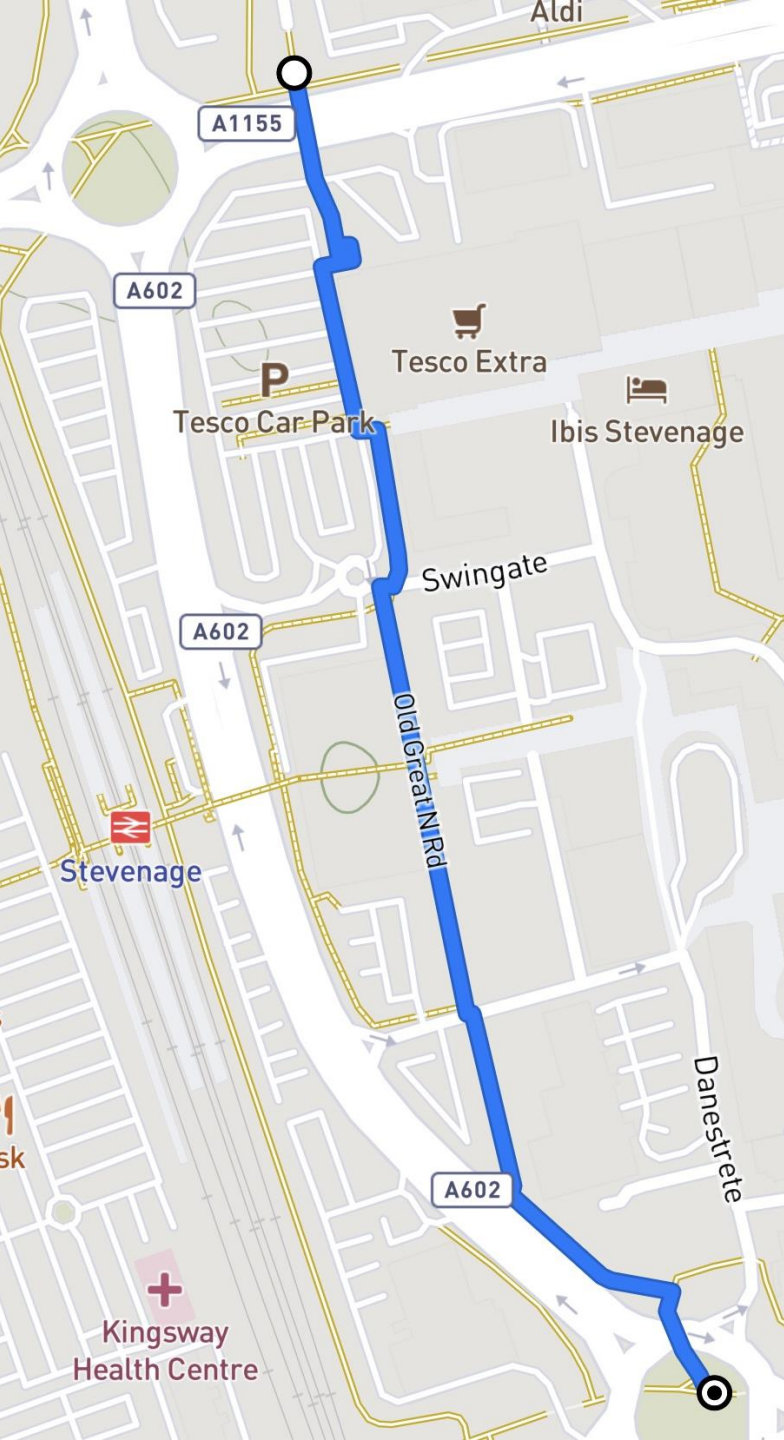 Aldi
A1155
A602
Tesco Extra
P
Tesco Car Park
Ibis Stevenage
Swingate
A602
Old Great N Rd
Stevenage
Danestrete
sk
A602
Kingsway
Health Centre